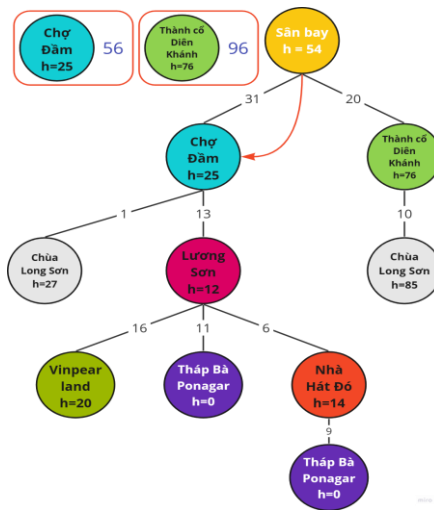 Chợ
Đầm
h=25
56
Thành cổ
Diên
Khánh
h=76
96
Sân bay
h = 54
31
20
Chợ
Đầm
h=25
Thành cổ
Diên
Khánh
h=76
1
13
10
Chùa
Long Sơn
h=27
Lương
Sơn
h=12
Chùa
Long Sơn
h=85
16
11
6
Vinpear
land
h=20
Tháp Bà
Ponagar
h=0
Nhà
Hát Đó
h=14
9
Tháp Bà
Ponagar
h=0